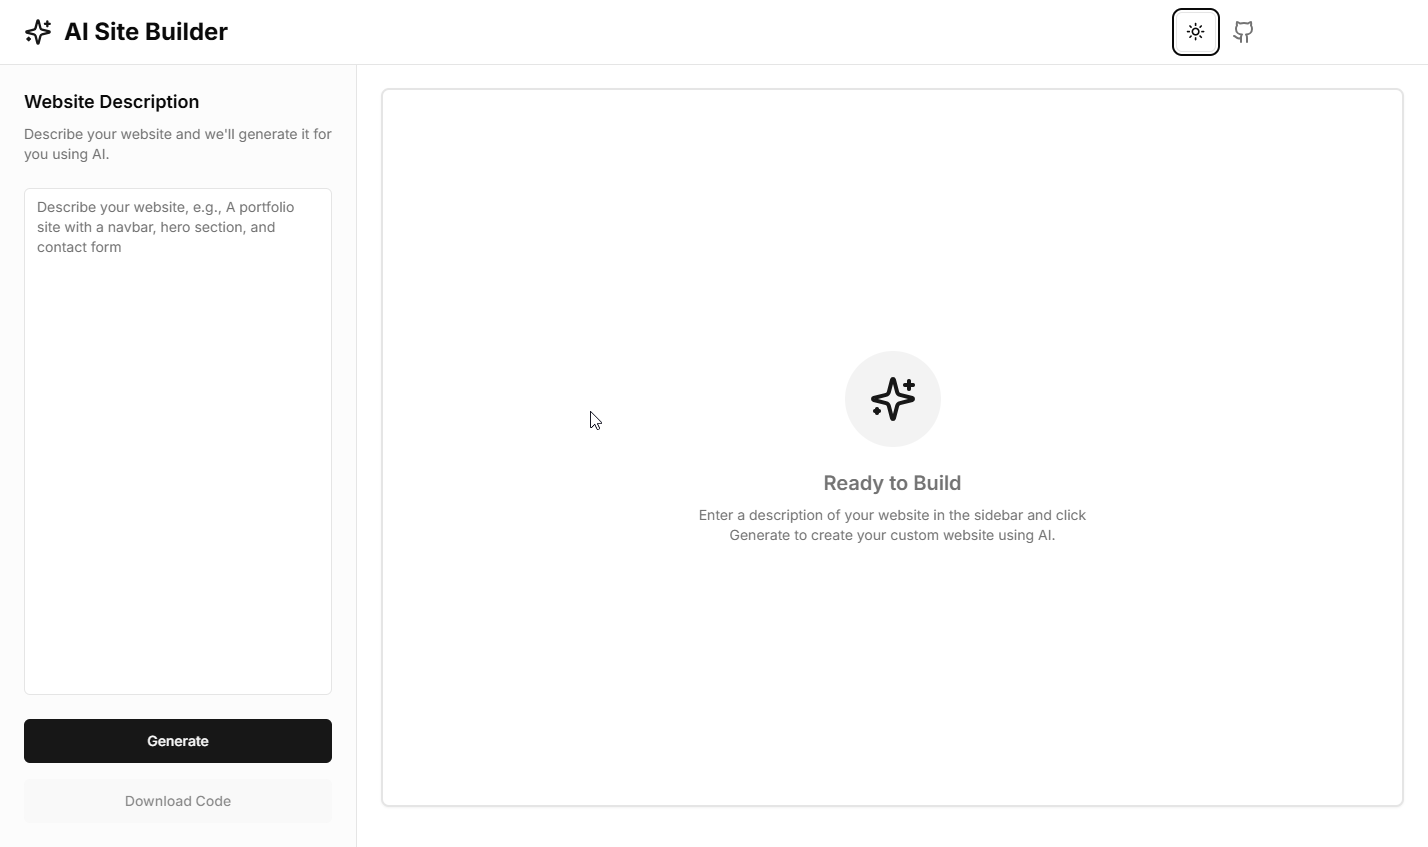 AI Site Builder
Website Description
Describe your website and we'll generate it for
you using AI.
Describe your website, e.g., A portfolio
site with a navbar, hero section, and
contact form
Generate
Download Code
Ready to Build
Enter a description of your website in the sidebar and click
Generate to create your custom website using AI.